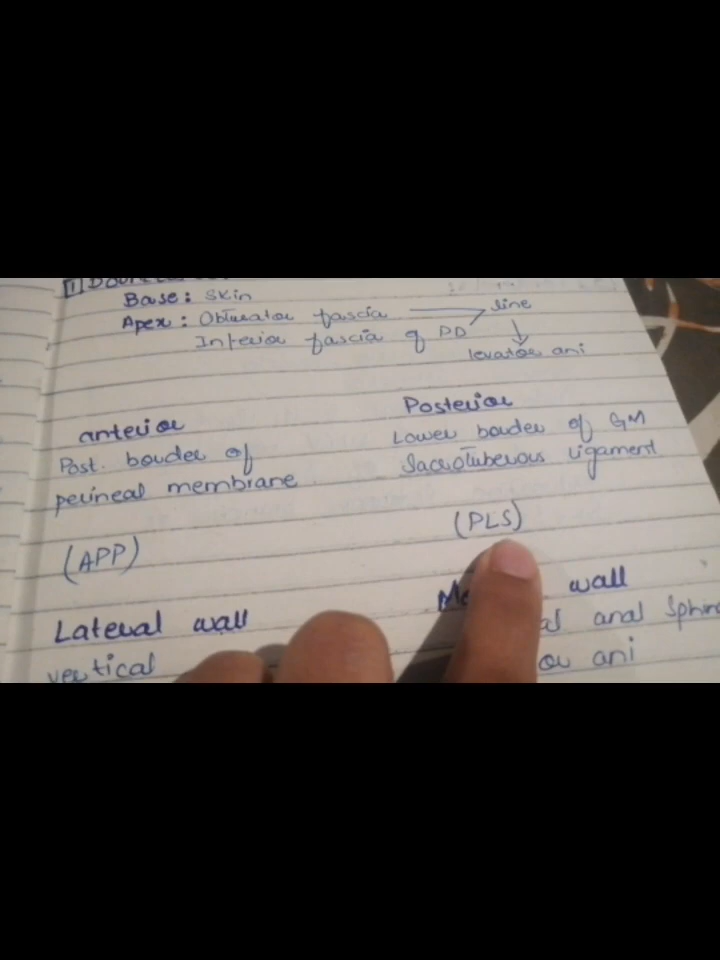 Base: Skin
Apex: Obturator fascia line
Inferior fascia of PD
levator ani
anterior
Post. border of
perineal membrane
(APP)
Posterior
Lower border of GM
Sacrotuberous ligament
(PLS)
Lateral wall
vertical
wall
anal Sphin
ani